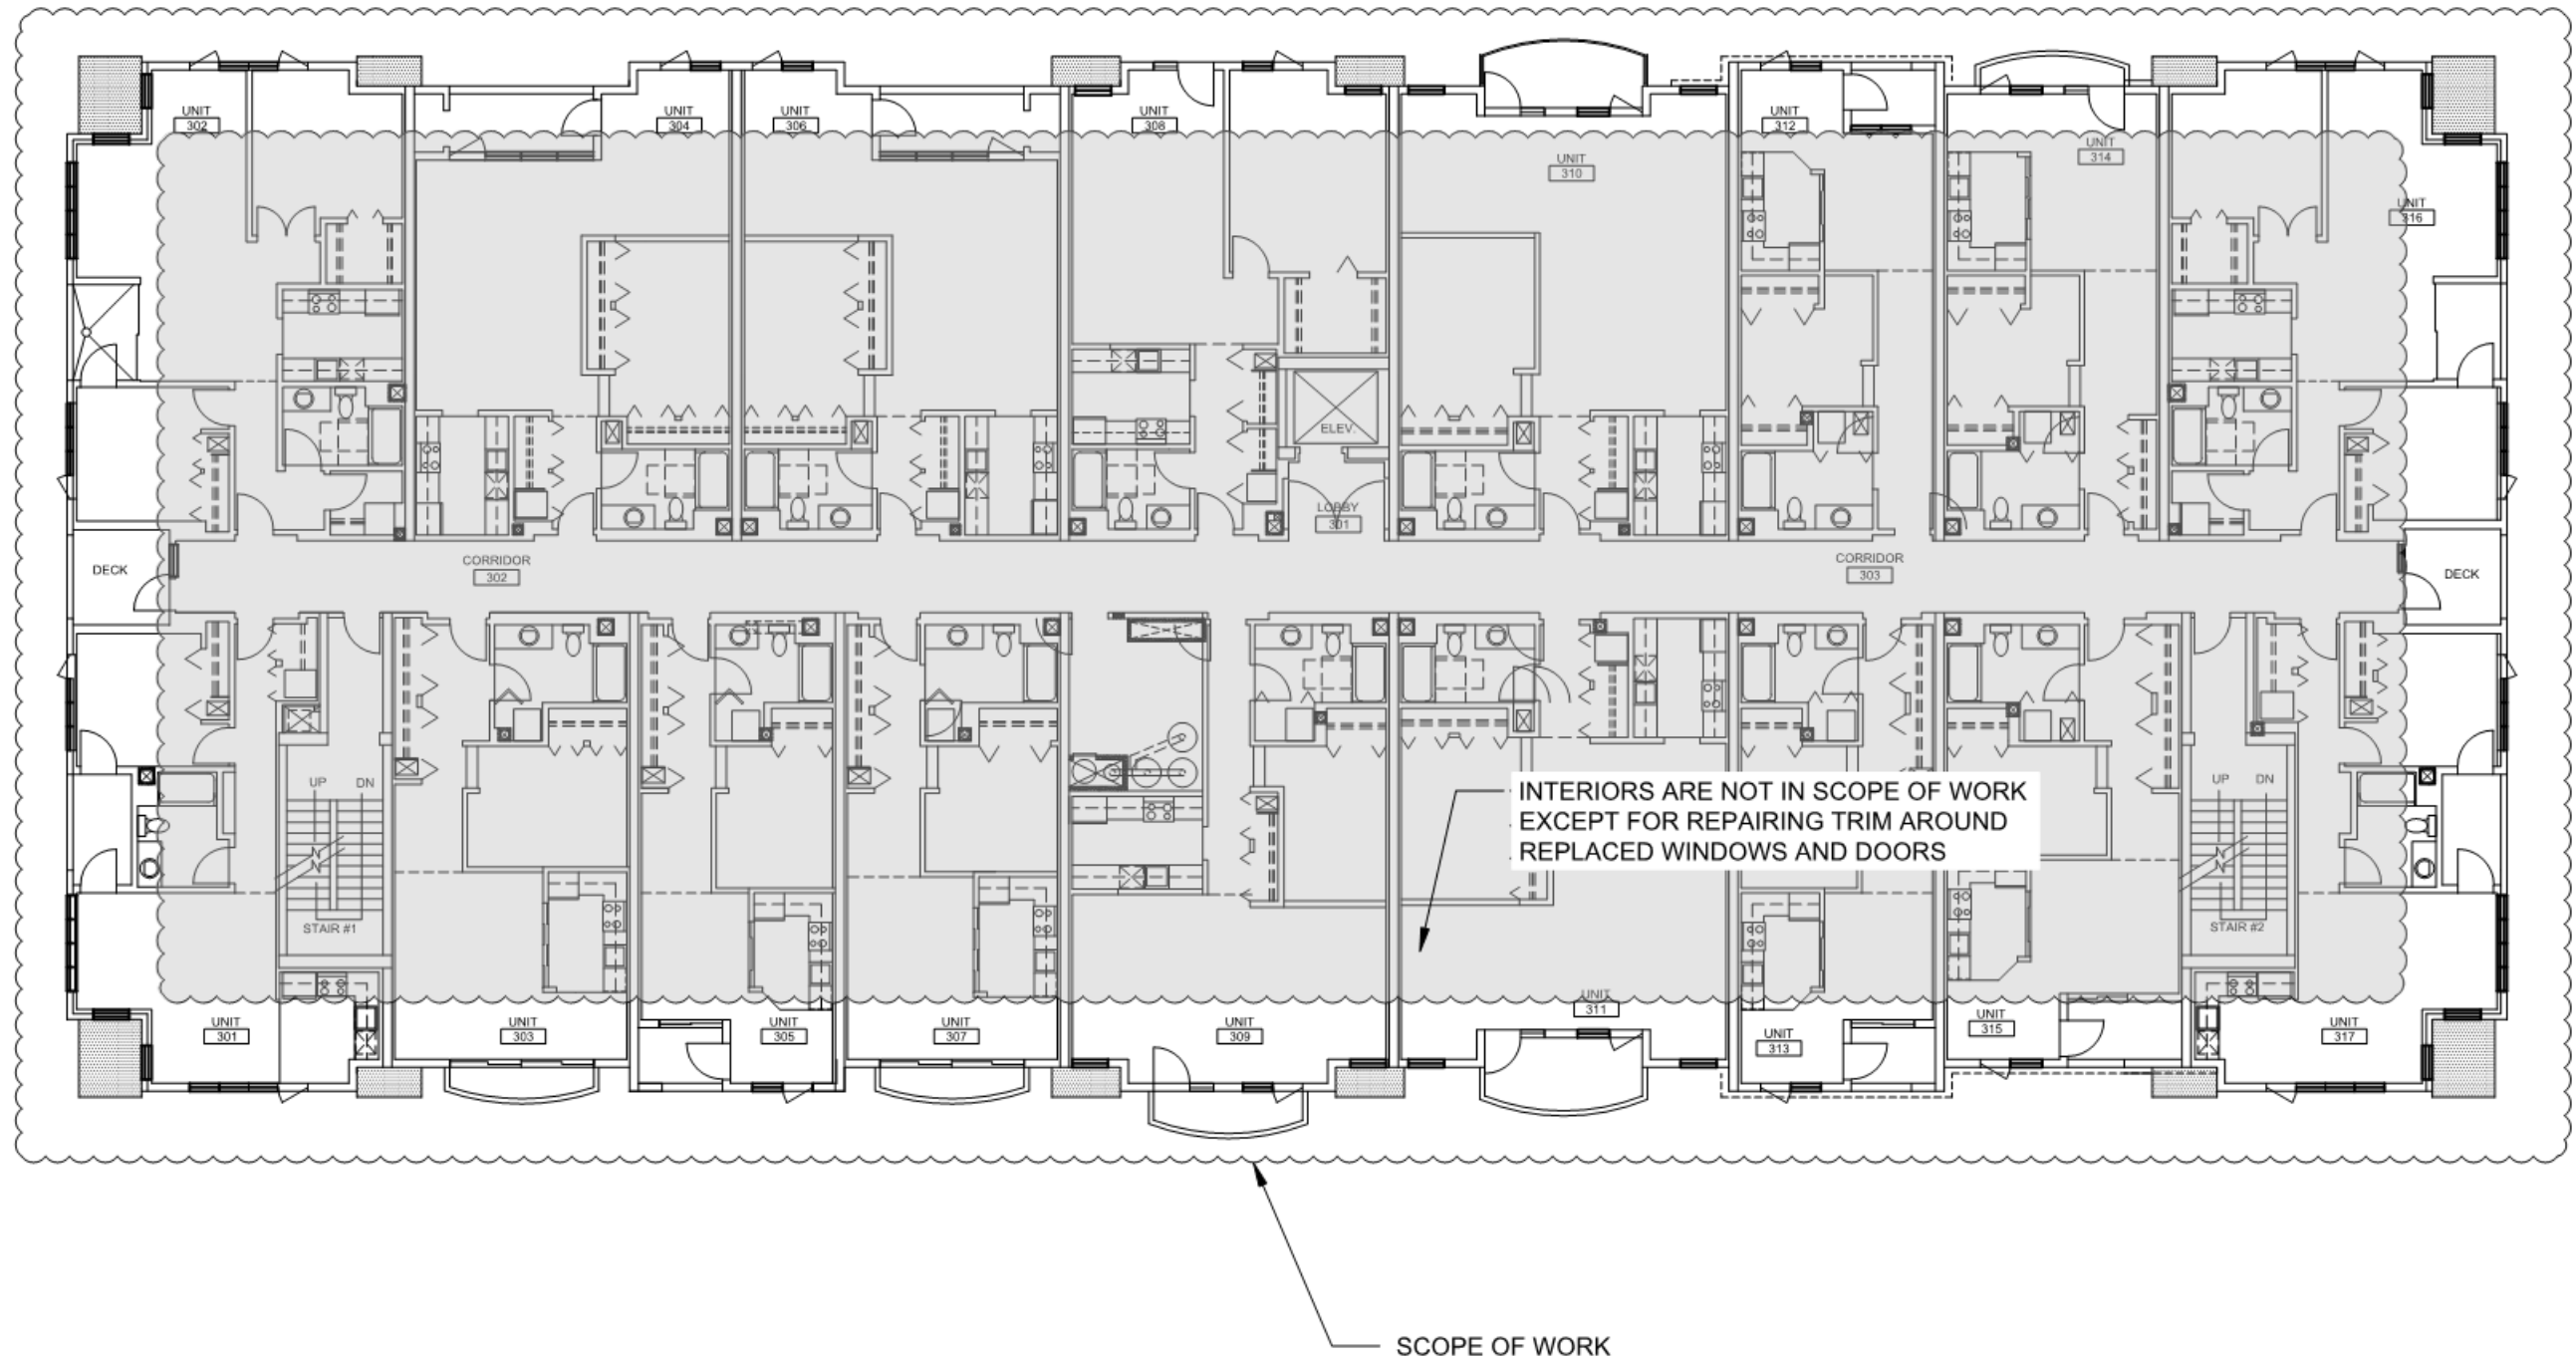 UNIT
302
UNIT
304
UNIT
306
UNIT
308
UNIT
310
UNIT
312
UNIT
314
UNIT
316
ELEV.
LOBBY
301
DECK
CORRIDOR
302
CORRIDOR
303
DECK
UP DN
STAIR #1
INTERIORS ARE NOT IN SCOPE OF WORK
EXCEPT FOR REPAIRING TRIM AROUND
REPLACED WINDOWS AND DOORS
UP DN
STAIR #2
UNIT
301
UNIT
303
UNIT
305
UNIT
307
UNIT
309
UNIT
311
UNIT
313
UNIT
315
UNIT
317
SCOPE OF WORK